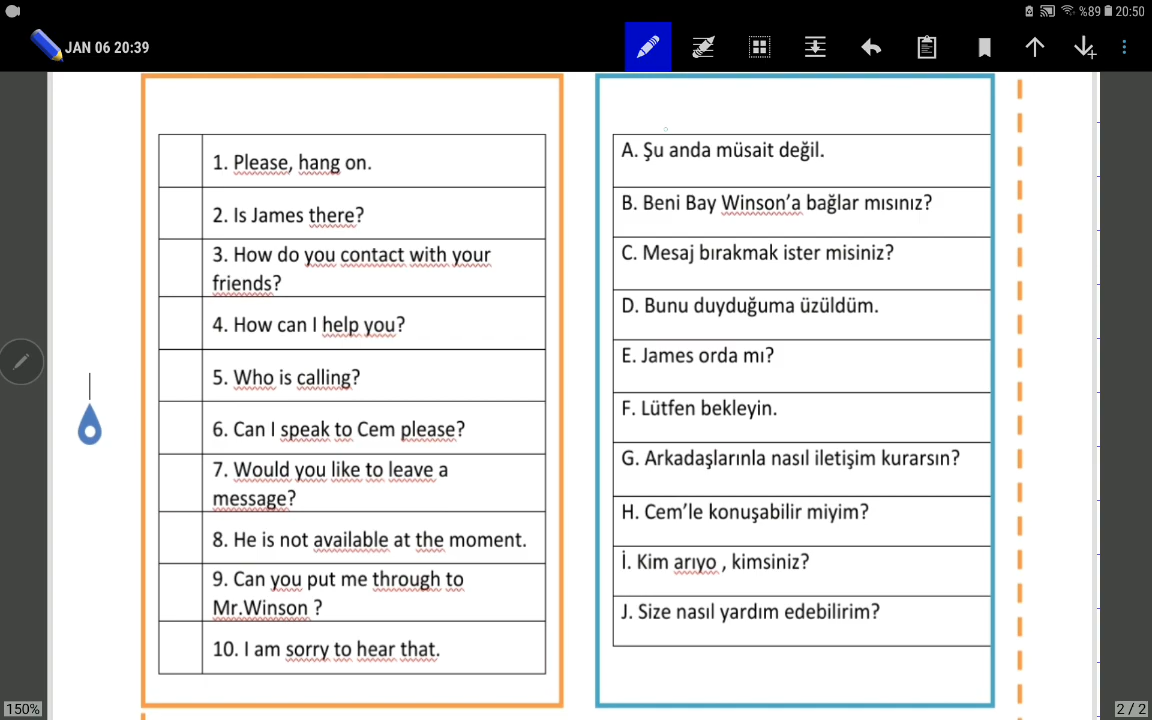 %89 20:50
JAN 06 20:39
1. Please, hang on.
2. Is James there?
3. How do you contact with your
friends?
4. How can I help you?
5. Who is calling?
6. Can I speak to Cem please?
7. Would you like to leave a
message?
8. He is not available at the moment.
9. Can you put me through to
Mr.Winson ?
10. I am sorry to hear that.
A. Şu anda müsait değil.
B. Beni Bay Winson’a bağlar mısınız?
C. Mesaj bırakmak ister misiniz?
D. Bunu duyduğuma üzüldüm.
E. James orda mı?
F. Lütfen bekleyin.
G. Arkadaşlarınla nasıl iletişim kurarsın?
H. Cem’le konuşabilir miyim?
İ. Kim arıyo , kimsiniz?
J. Size nasıl yardım edebilirim?
150%
2 / 2